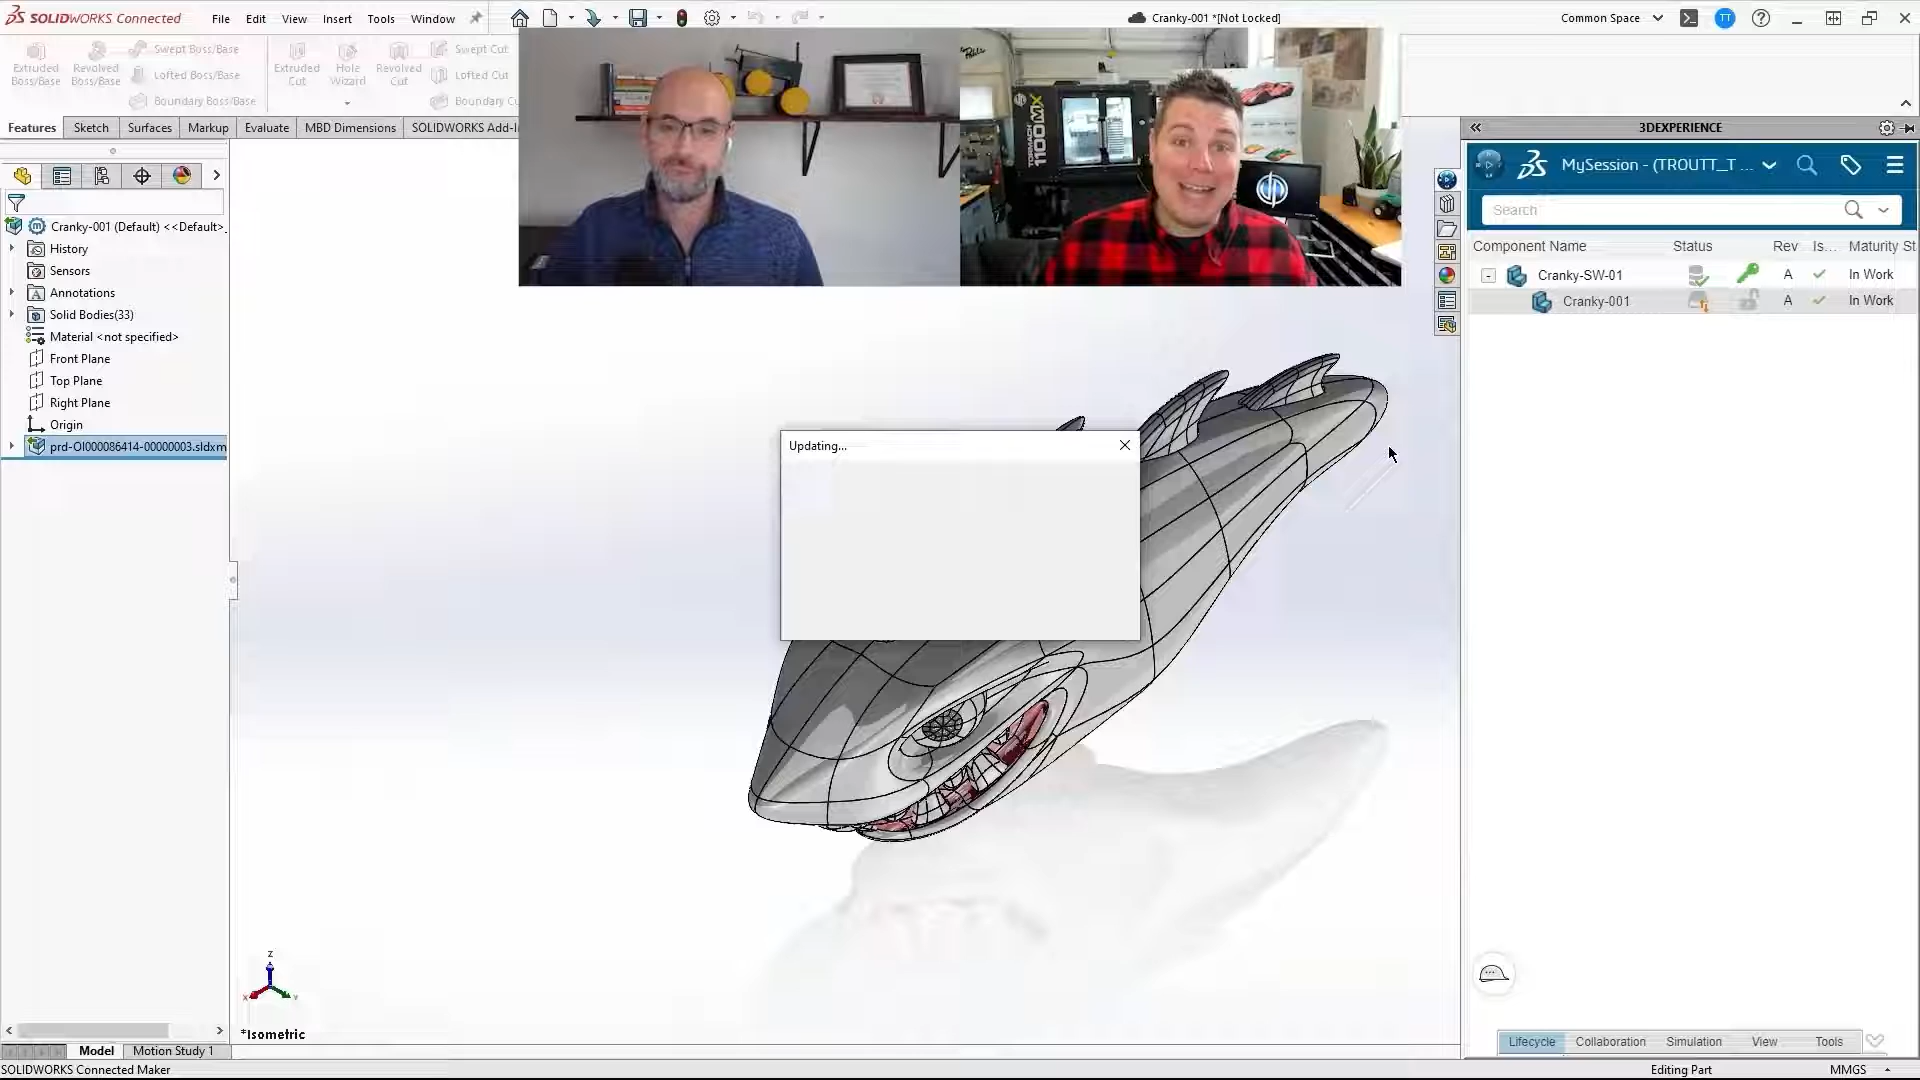 SOLIDWORKS Connected
File Edit View Insert Tools Window
Cranky-001 *[Not Locked]
Common Space
TT
Extruded Boss/Base
Revolved Boss/Base
Swept Boss/Base
Lofted Boss/Base
Boundary Boss/Base
Extruded Cut
Hole Wizard
Revolved Cut
Swept Cut
Lofted Cut
Boundary Cu
Features Sketch Surfaces Markup Evaluate MBD Dimensions SOLIDWORKS Add-I
TORMACH 1100MX
Cranky-001 (Default) <<Default>
History
Sensors
Annotations
Solid Bodies(33)
Material <not specified>
Front Plane
Top Plane
Right Plane
Origin
prd-OI000086414-00000003.sldxm
Updating...
3DEXPERIENCE
MySession - (TROUTT_T ...
Search
Component Name Status Rev Is... Maturity St
Cranky-SW-01 A In Work
Cranky-001 A In Work
Z
X
Y
*Isometric
Lifecycle Collaboration Simulation View Tools
Model Motion Study 1
SOLIDWORKS Connected Maker
Editing Part MMGS